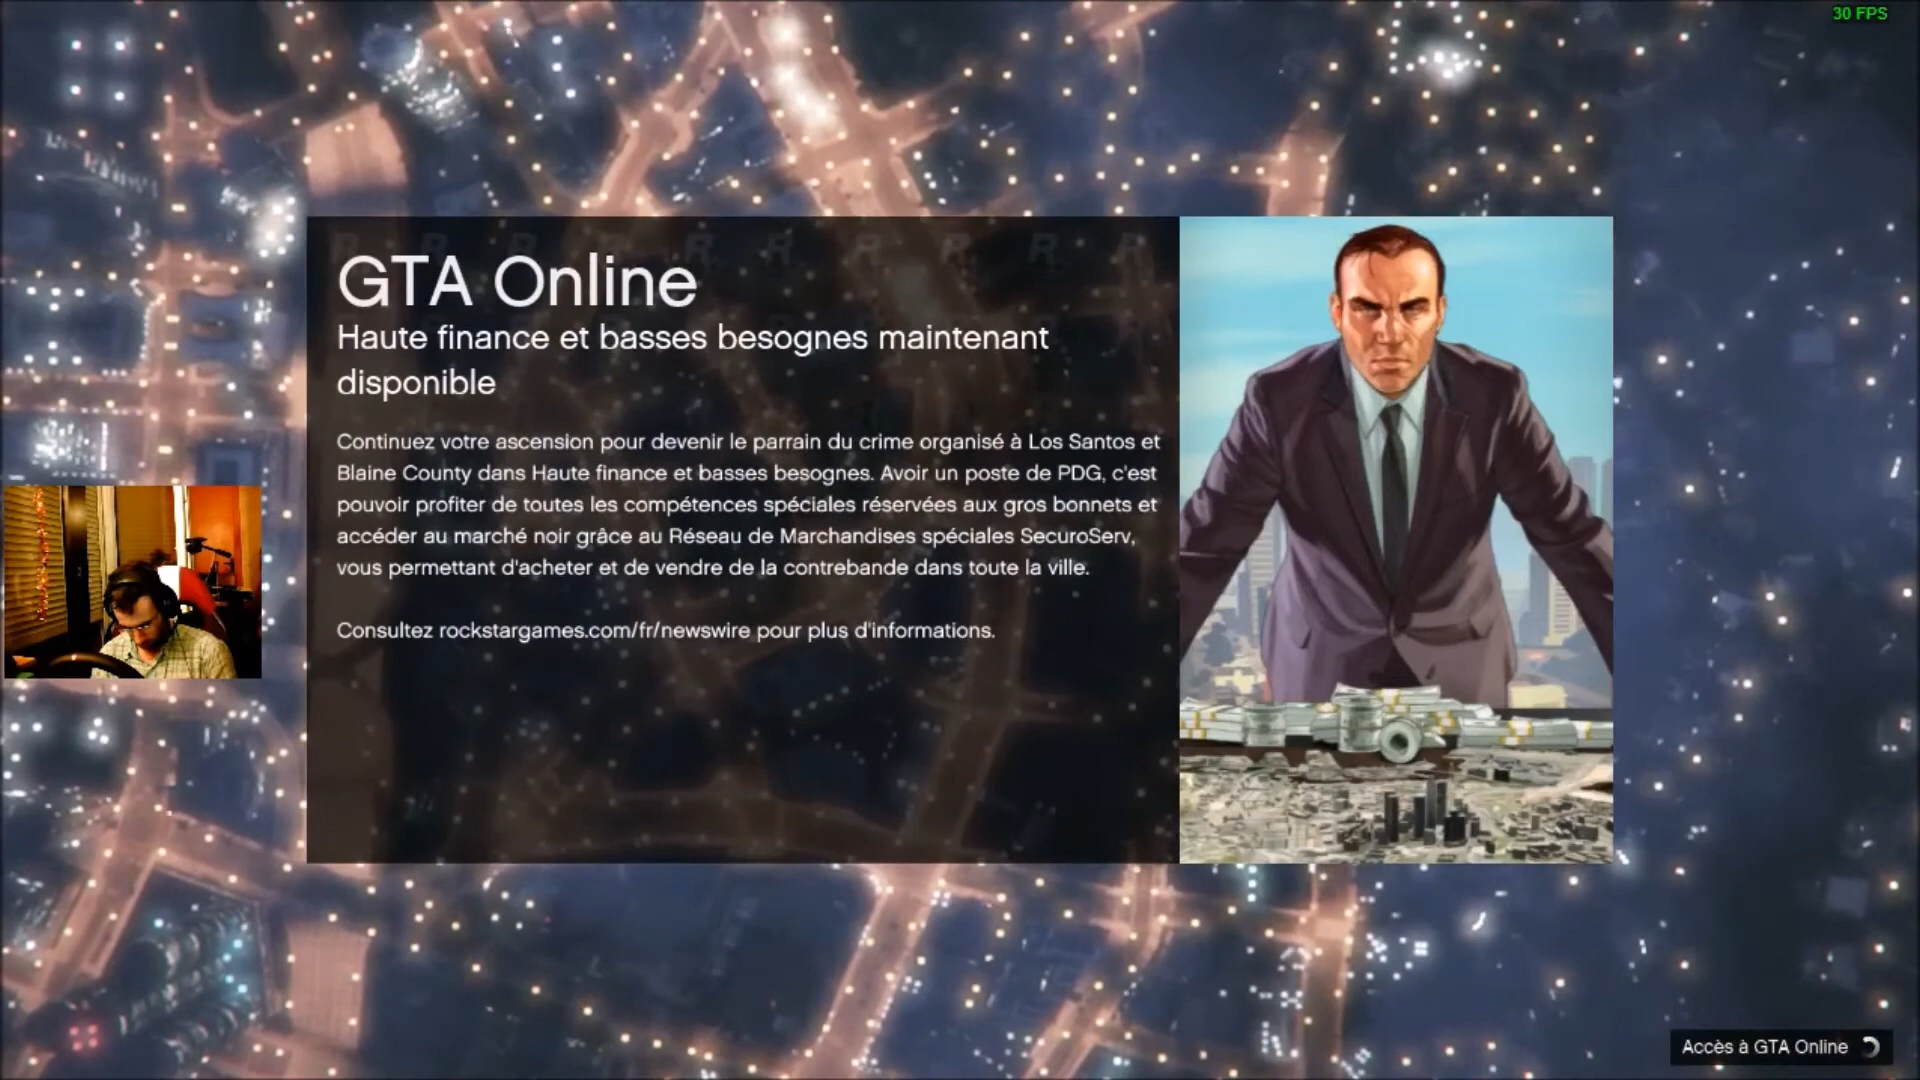 30 FPS
GTA Online
Haute finance et basses besognes maintenant
disponible
Continuez votre ascension pour devenir le parrain du crime organisé à Los Santos et
Blaine County dans Haute finance et basses besognes. Avoir un poste de PDG, c'est
pouvoir profiter de toutes les compétences spéciales réservées aux gros bonnets et
accéder au marché noir grâce au Réseau de Marchandises spéciales SecuroServ,
vous permettant d'acheter et de vendre de la contrebande dans toute la ville.
Consultez rockstargames.com/fr/newswire pour plus d'informations.
Accès à GTA Online